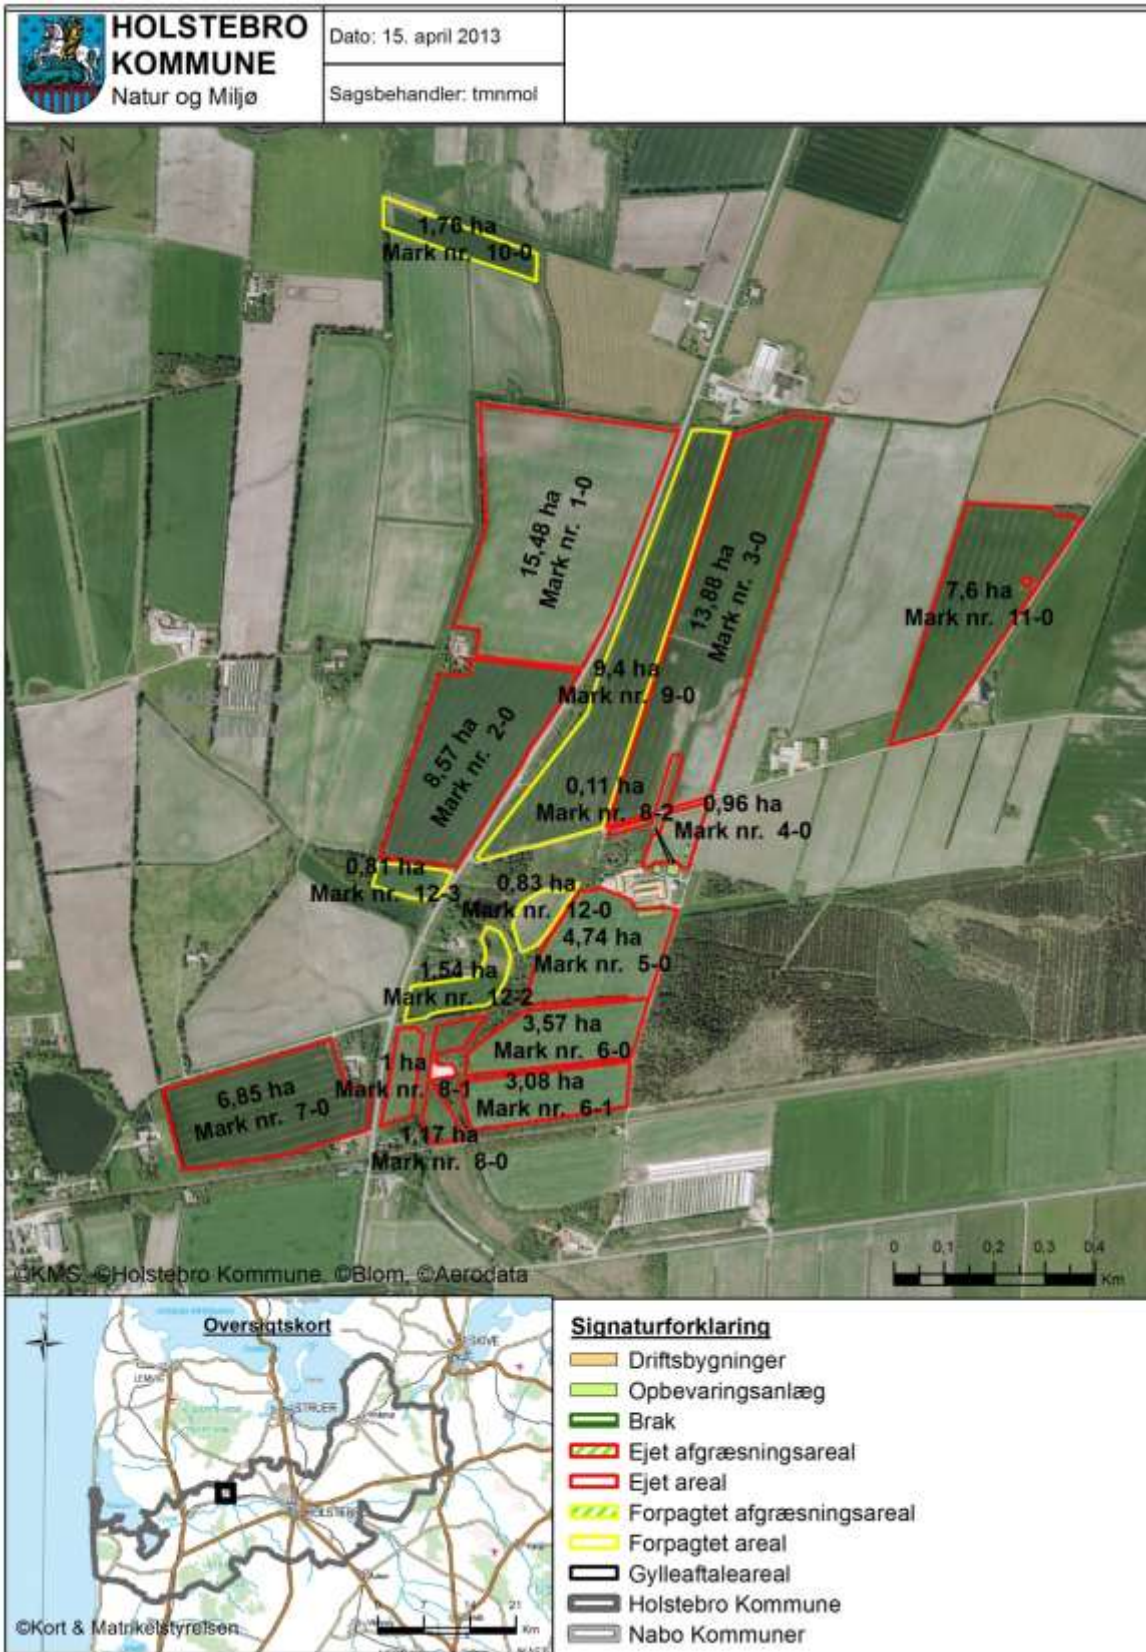 HOLSTEBRO
KOMMUNE
Natur og Miljø
Dato: 15. april 2013
Sagsbehandler: tmnmol
N
1,76 ha
Mark nr. 10-0
15,48 ha
Mark nr. 1-0
13,88 ha
Mark nr. 3-0
7,6 ha
Mark nr. 11-0
9,4 ha
Mark nr. 9-0
8,57 ha
Mark nr. 2-0
0,11 ha
Mark nr. 8-2
0,96 ha
Mark nr. 4-0
0,81 ha
Mark nr. 12-3
0,83 ha
Mark nr. 12-0
4,74 ha
Mark nr. 5-0
1,54 ha
Mark nr. 12-2
3,57 ha
Mark nr. 6-0
1 ha
Mark nr. 8-1
3,08 ha
Mark nr. 6-1
6,85 ha
Mark nr. 7-0
1,17 ha
Mark nr. 8-0
0 0,1 0,2 0,3 0,4
Km
©KMS, ©Holstebro Kommune, ©Blom, ©Aerodata
Oversigtskort
SKIVE
LEMVIG
STRUER
HOLSTEBRO
0 7 14 21
Km
©Kort & Matrikelstyrelsen
Signaturforklaring
Driftsbygninger
Opbevaringsanlæg
Brak
Ejet afgræsningsareal
Ejet areal
Forpagtet afgræsningsareal
Forpagtet areal
Gylleaftaleareal
Holstebro Kommune
Nabo Kommuner